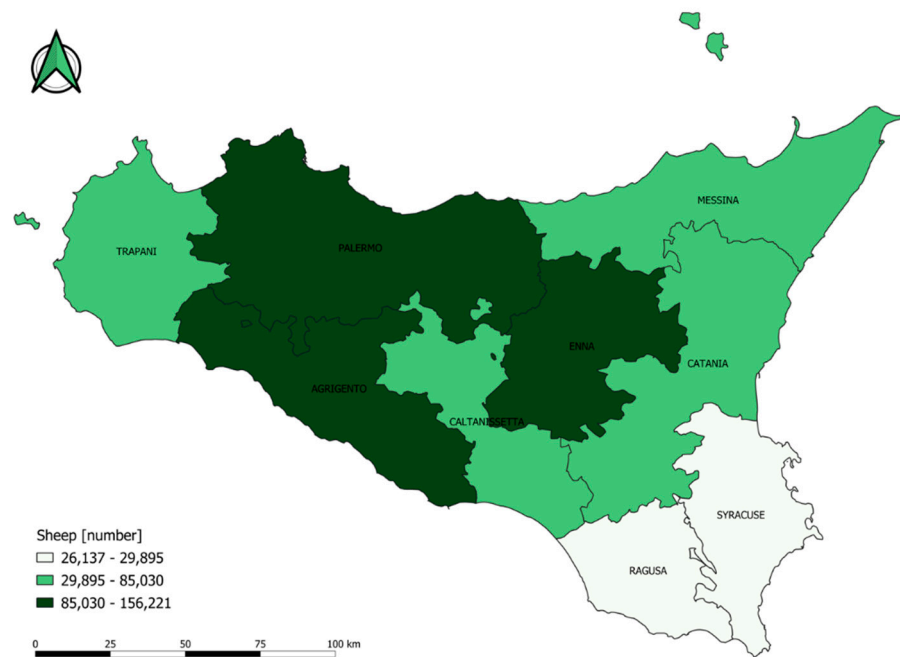 MESSINA
TRAPANI
PALERMO
ENNA
CATANIA
AGRIGENTO
CALTANISSETTA
SYRACUSE
RAGUSA
Sheep [number]
26,137 - 29,895
29,895 - 85,030
85,030 - 156,221
0 25 50 75 100 km